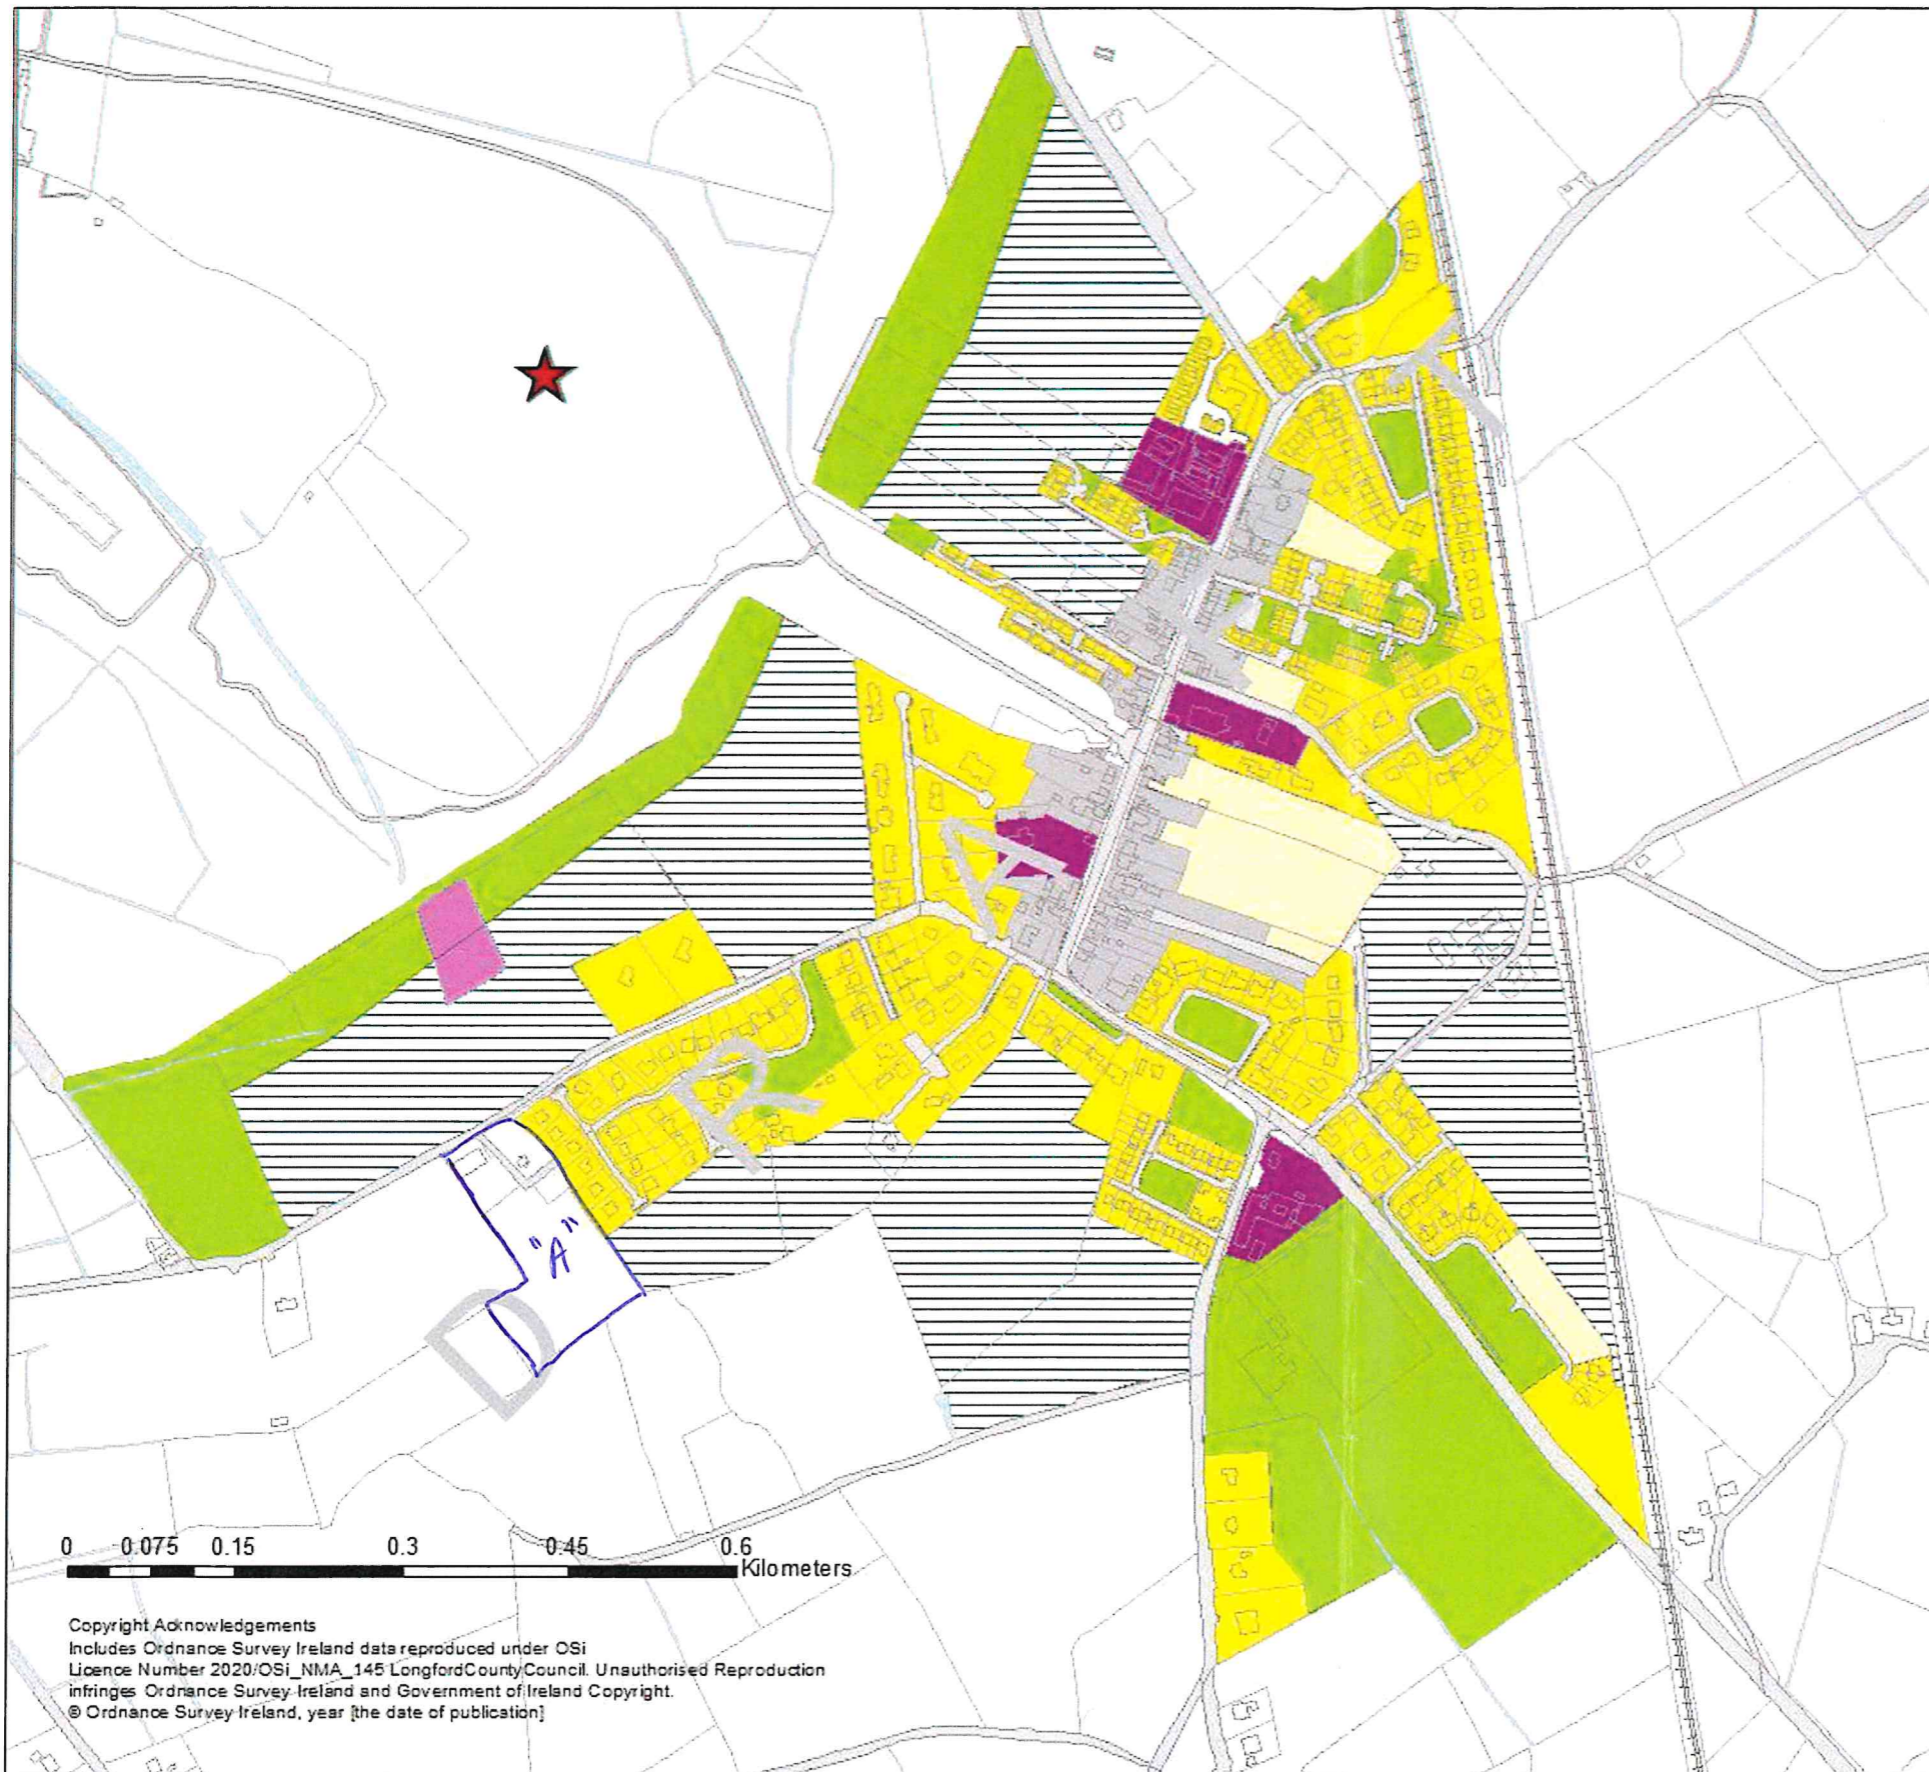 "A"
DRAFT
0 0.075 0.15 0.3 0.45 0.6
Kilometers
Copyright Acknowledgements
Includes Ordnance Survey Ireland data reproduced under OSi
Licence Number 2020/OSi_NMA_145 LongfordCountyCouncil. Unauthorised Reproduction
infringes Ordnance Survey Ireland and Government of Ireland Copyright.
© Ordnance Survey Ireland, year [the date of publication]